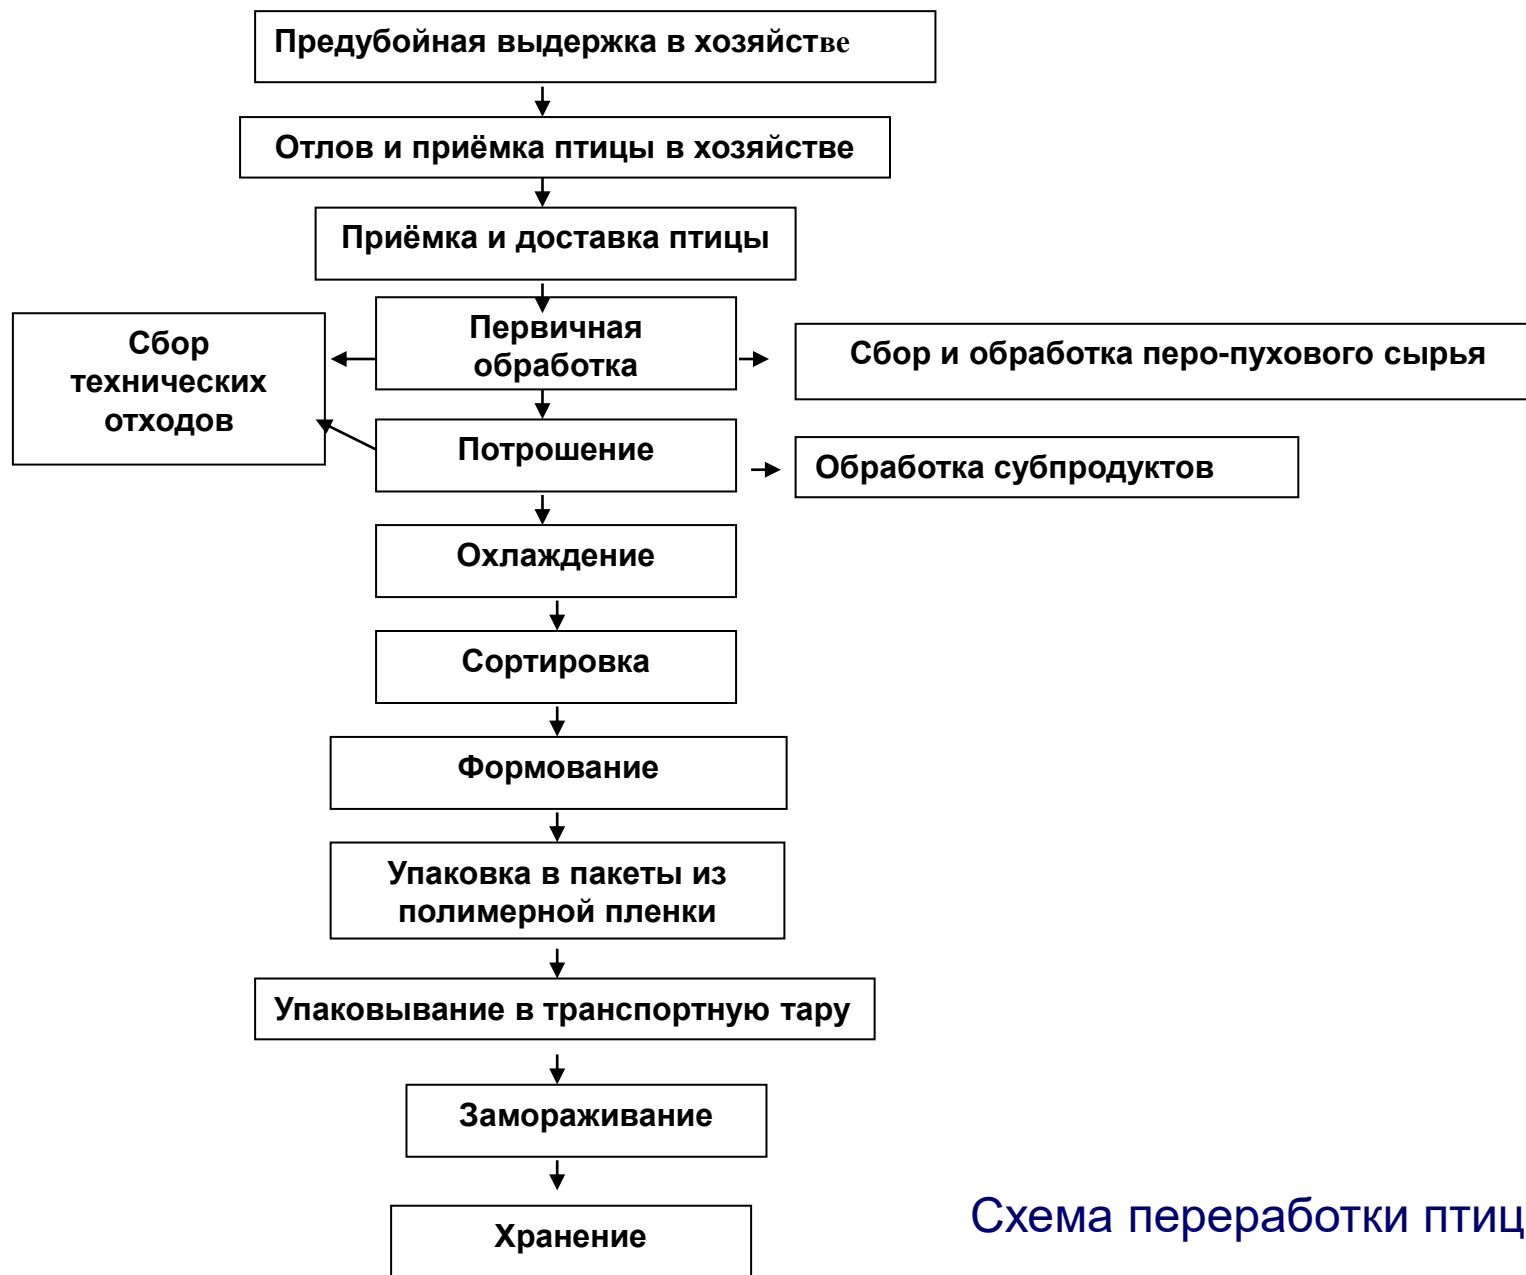 Предубойная выдержка в хозяйстве
Отлов и приёмка птицы в хозяйстве
Приёмка и доставка птицы
Первичная
обработка
Сбор
технических
отходов
Сбор и обработка перо-пухового сырья
Потрошение
Обработка субпродуктов
Охлаждение
Сортировка
Формование
Упаковка в пакеты из
полимерной пленки
Упаковывание в транспортную тару
Замораживание
Хранение
Схема переработки птиц